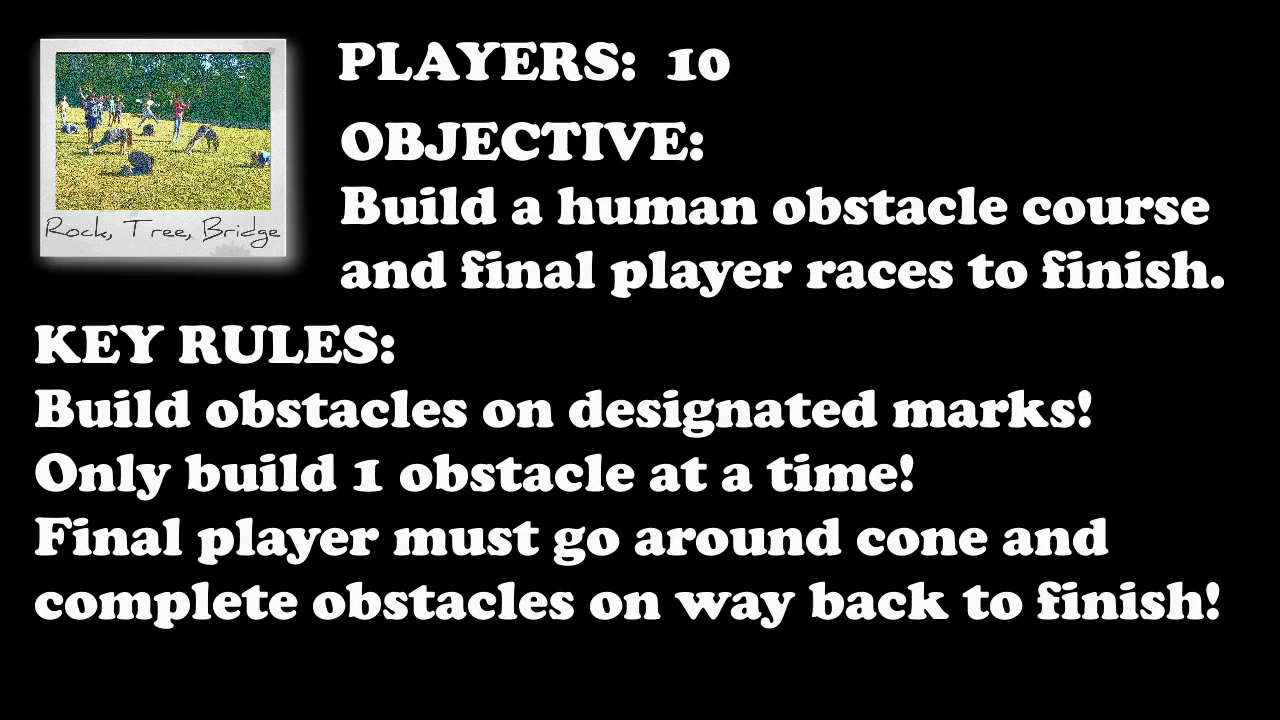 Rock, Tree, Bridge
PLAYERS: 10
OBJECTIVE:
Build a human obstacle course
and final player races to finish.
KEY RULES:
Build obstacles on designated marks!
Only build 1 obstacle at a time!
Final player must go around cone and
complete obstacles on way back to finish!